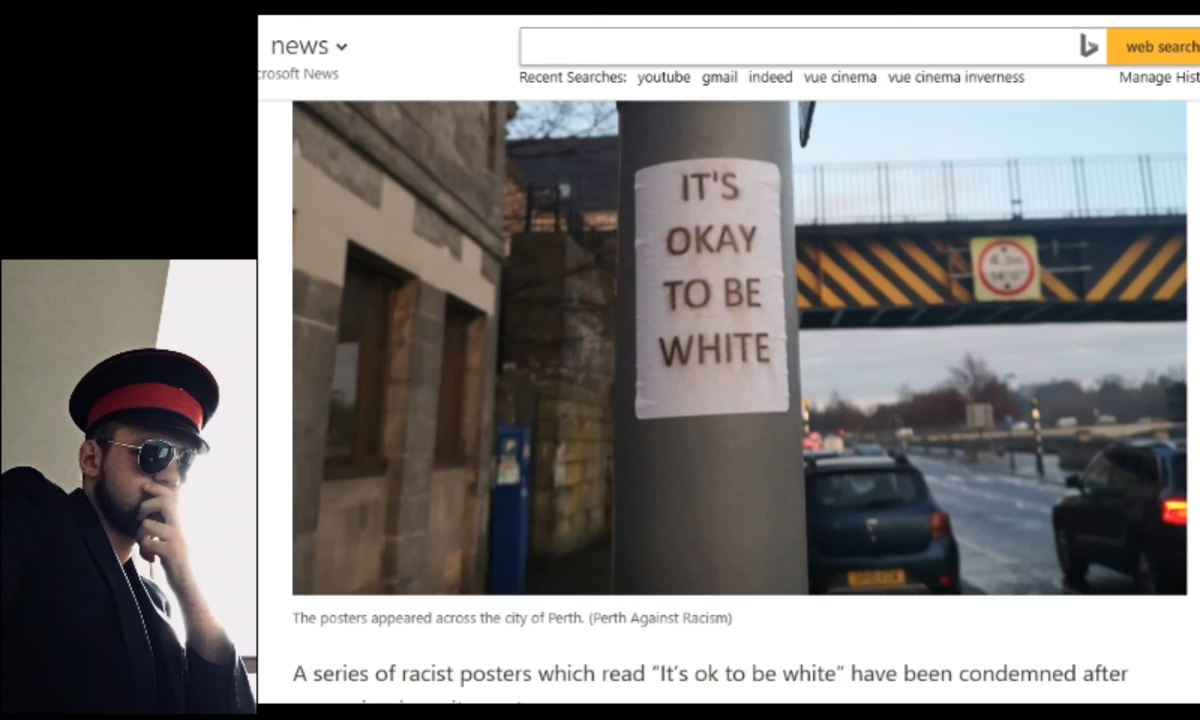 news
crosoft News
web search
Recent Searches: youtube gmail indeed vue cinema vue cinema inverness
Manage Hist
IT'S
OKAY
TO BE
WHITE
The posters appeared across the city of Perth. (Perth Against Racism)
A series of racist posters which read “It’s ok to be white” have been condemned after